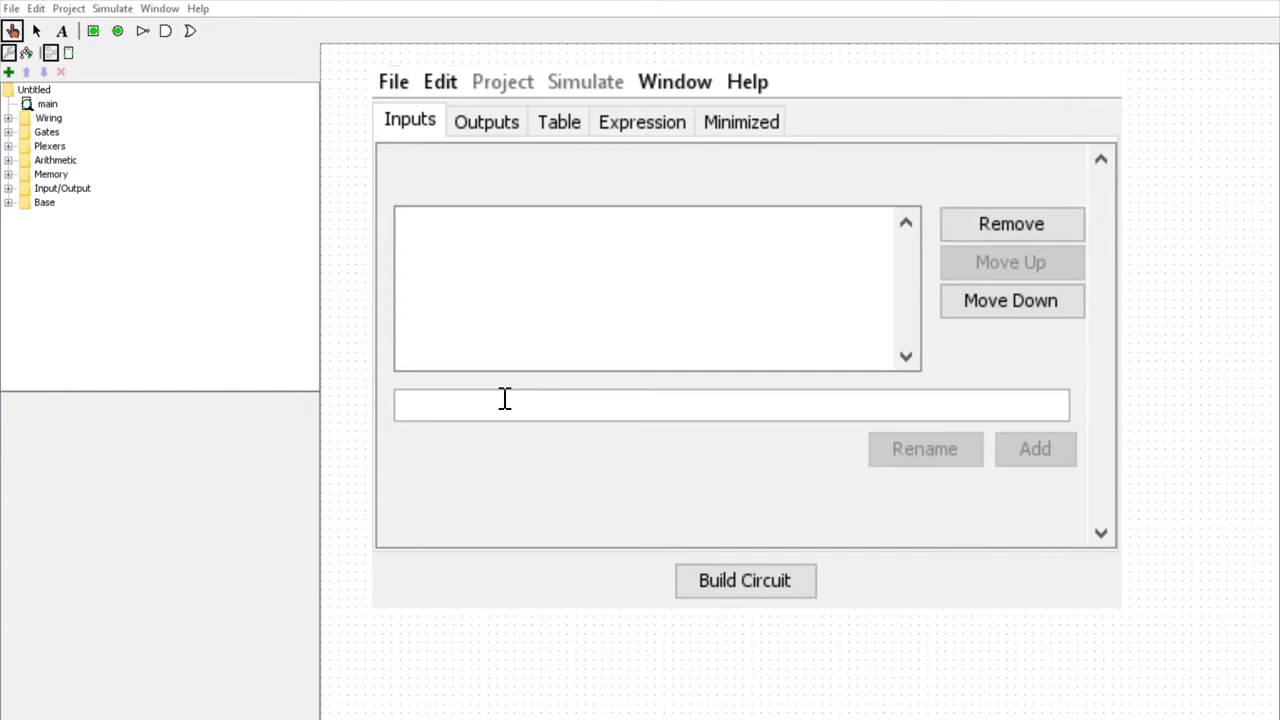 File Edit Project Simulate Window Help
A
Untitled
main
Wiring
Gates
Plexers
Arithmetic
Memory
Input/Output
Base
File Edit Project Simulate Window Help
Inputs Outputs Table Expression Minimized
Remove
Move Up
Move Down
Rename Add
Build Circuit